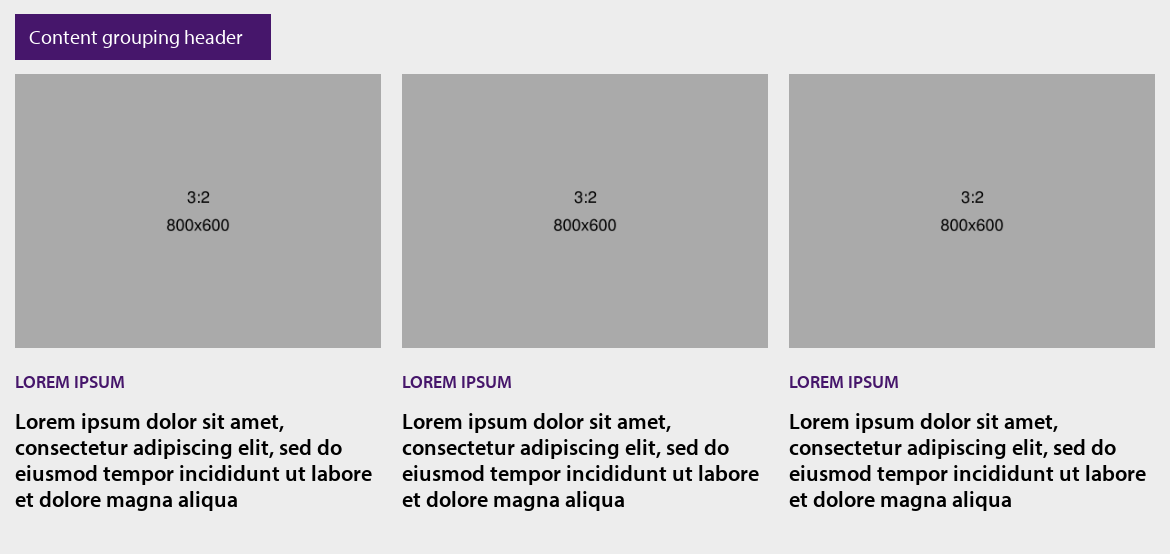 Content grouping header
3:2
800x600
3:2
800x600
3:2
800x600
LOREM IPSUM
Lorem ipsum dolor sit amet,
consectetur adipiscing elit, sed do
eiusmod tempor incididunt ut labore
et dolore magna aliqua
LOREM IPSUM
Lorem ipsum dolor sit amet,
consectetur adipiscing elit, sed do
eiusmod tempor incididunt ut labore
et dolore magna aliqua
LOREM IPSUM
Lorem ipsum dolor sit amet,
consectetur adipiscing elit, sed do
eiusmod tempor incididunt ut labore
et dolore magna aliqua